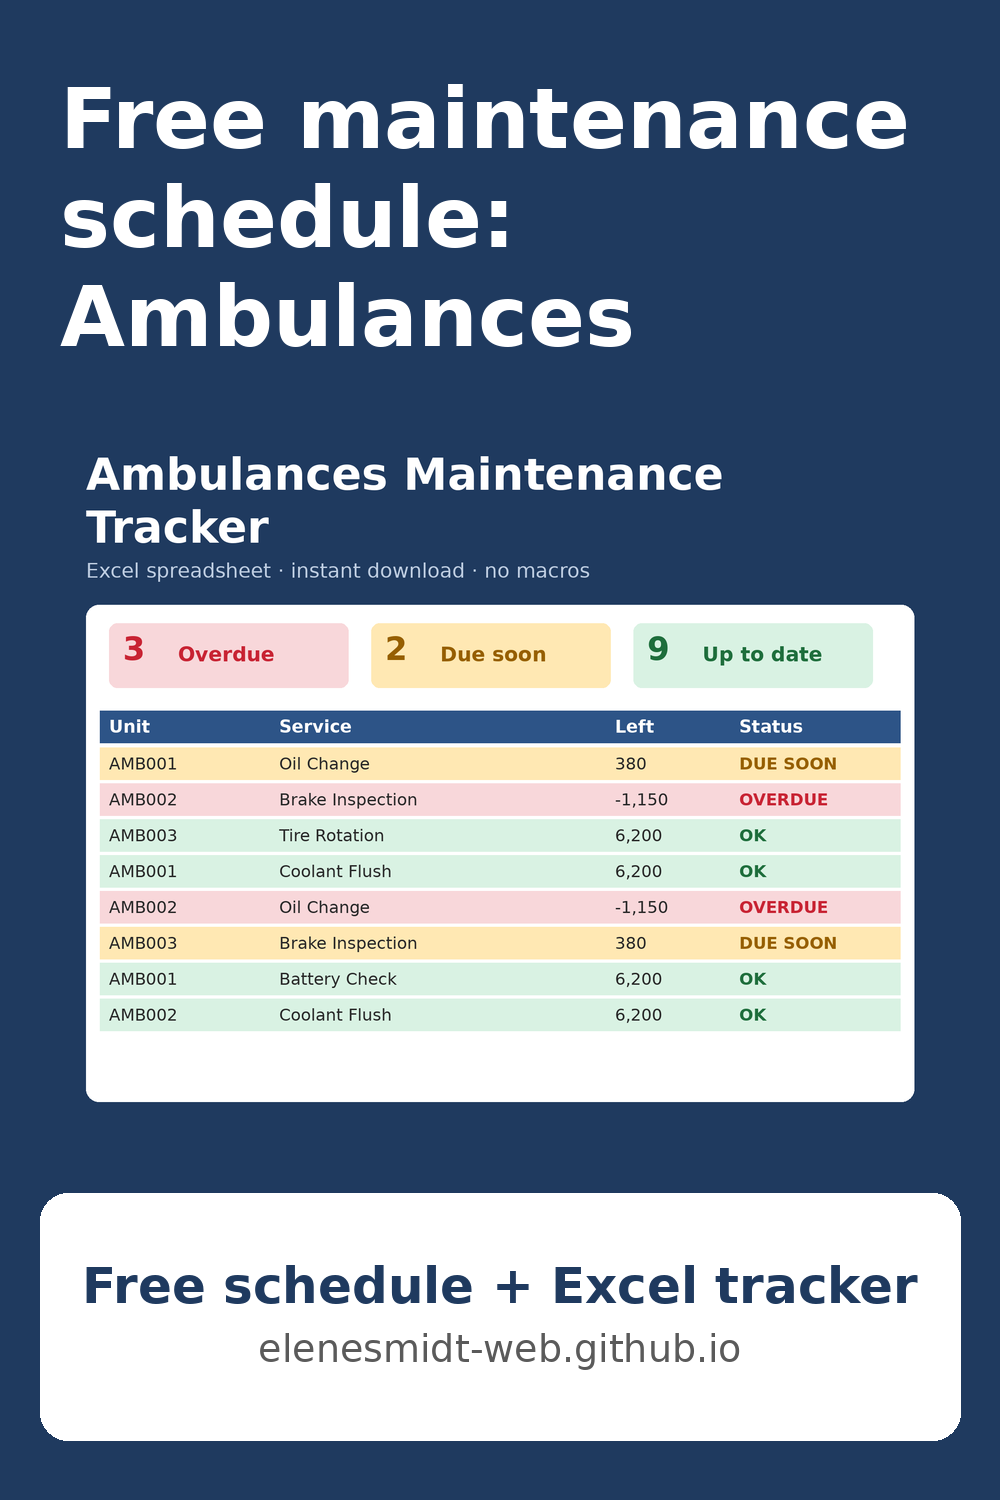 Free maintenance
schedule:
Ambulances
Ambulances Maintenance
Tracker
Excel spreadsheet · instant download · no macros
3 Overdue 2 Due soon 9 Up to date
Unit Service Left Status
AMB001 Oil Change 380 DUE SOON
AMB002 Brake Inspection -1,150 OVERDUE
AMB003 Tire Rotation 6,200 OK
AMB001 Coolant Flush 6,200 OK
AMB002 Oil Change -1,150 OVERDUE
AMB003 Brake Inspection 380 DUE SOON
AMB001 Battery Check 6,200 OK
AMB002 Coolant Flush 6,200 OK
Free schedule + Excel tracker
elenesmidt-web.github.io